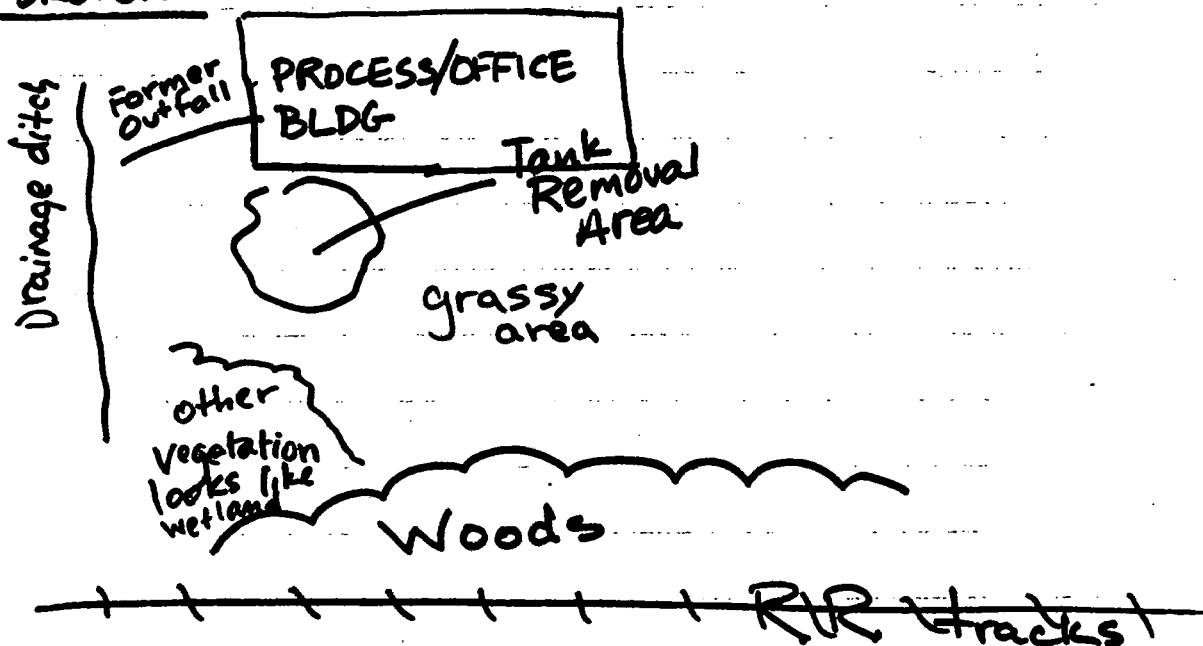 Drainage ditch
Former
Outfall
PROCESS/OFFICE
BLDG
Tank
Removal
Area
grassy
area
other
vegetation
looks like
wetland
Woods
RR tracks